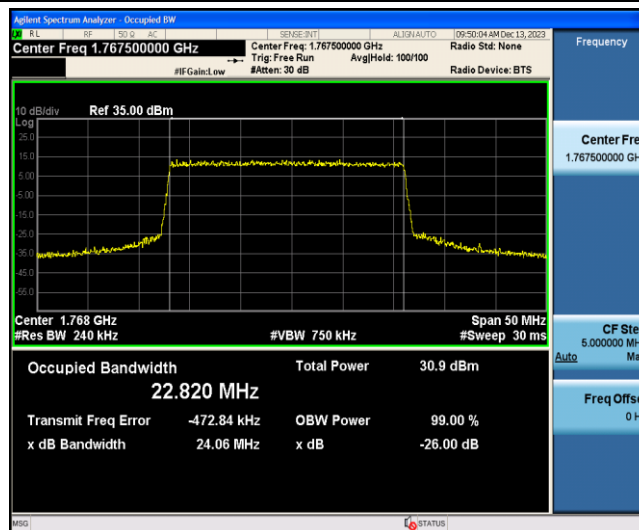 Agilent Spectrum Analyzer - Occupied BW
RL RF 50 Ω AC SENSE:INT ALIGN AUTO 09:50:04 AM Dec 13, 2023
Center Freq 1.767500000 GHz Center Freq: 1.767500000 GHz Radio Std: None Frequency
Trig: Free Run Avg|Hold: 100/100
#IFGain:Low #Atten: 30 dB Radio Device: BTS
10 dB/div Ref 35.00 dBm
Log
25.0
15.0
5.00
-5.00
-15.0
-25.0
-35.0
-45.0
-55.0
Center Fre
1.767500000 GH
Center 1.768 GHz Span 50 MHz
#Res BW 240 kHz #VBW 750 kHz #Sweep 30 ms
CF Ste
5.000000 MH
Auto Ma
Occupied Bandwidth Total Power 30.9 dBm
22.820 MHz
Transmit Freq Error -472.84 kHz OBW Power 99.00 %
x dB Bandwidth 24.06 MHz x dB -26.00 dB
Freq Offse
0 H
MSG STATUS